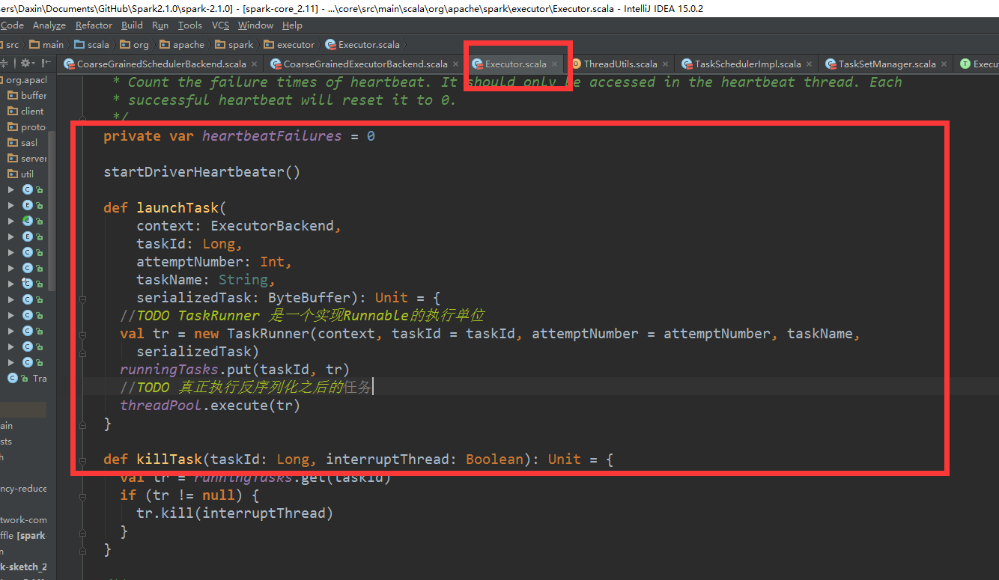 sers\Daxin\Documents\GitHub\Spark2.1.0\spark-2.1.0] - [spark-core_2.11] - ...\core\src\main\scala\org\apache\spark\executor\Executor.scala - IntelliJ IDEA 15.0.2
Code Analyze Refactor Build Run Tools VCS Window Help
src main scala org apache spark executor Executor.scala
CoarseGrainedSchedulerBackend.scala CoarseGrainedExecutorBackend.scala Executor.scala ThreadUtils.scala TaskSchedulerImpl.scala TaskSetManager.scala Execu
org.apacl
buffer
client
proto
sasl
server
util
Tra
ain
sts
h
ncy-reduce
twork-com
ffle [spark-
n
k-sketch_2
* Count the failure times of heartbeat. It should only be accessed in the heartbeat thread. Each
* successful heartbeat will reset it to 0.
*/
private var heartbeatFailures = 0
startDriverHeartbeater()
def launchTask(
context: ExecutorBackend,
taskId: Long,
attemptNumber: Int,
taskName: String,
serializedTask: ByteBuffer): Unit = {
//TODO TaskRunner 是一个实现Runnable的执行单位
val tr = new TaskRunner(context, taskId = taskId, attemptNumber = attemptNumber, taskName,
serializedTask)
runningTasks.put(taskId, tr)
//TODO 真正执行反序列化之后的任务
threadPool.execute(tr)
}
def killTask(taskId: Long, interruptThread: Boolean): Unit = {
val tr = runningTasks.get(taskId)
if (tr != null) {
tr.kill(interruptThread)
}
}